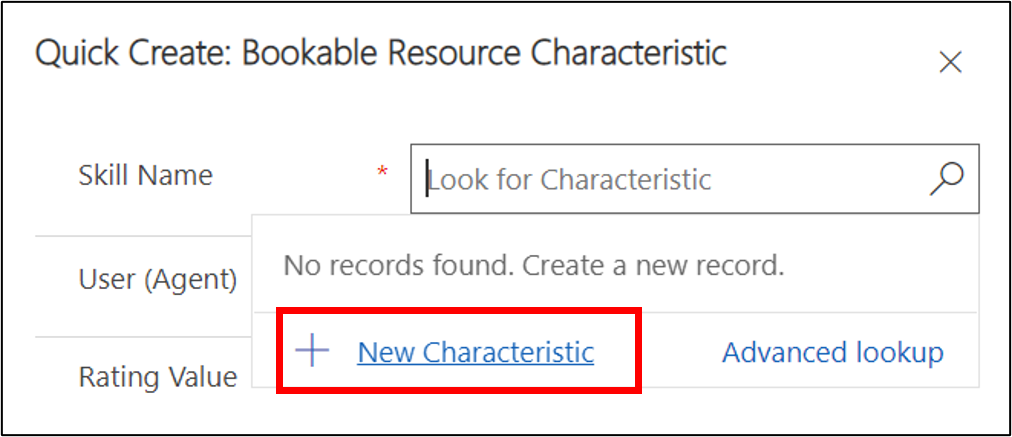 Quick Create: Bookable Resource Characteristic
Skill Name * Look for Characteristic
No records found. Create a new record.
User (Agent)
New Characteristic Advanced lookup
Rating Value